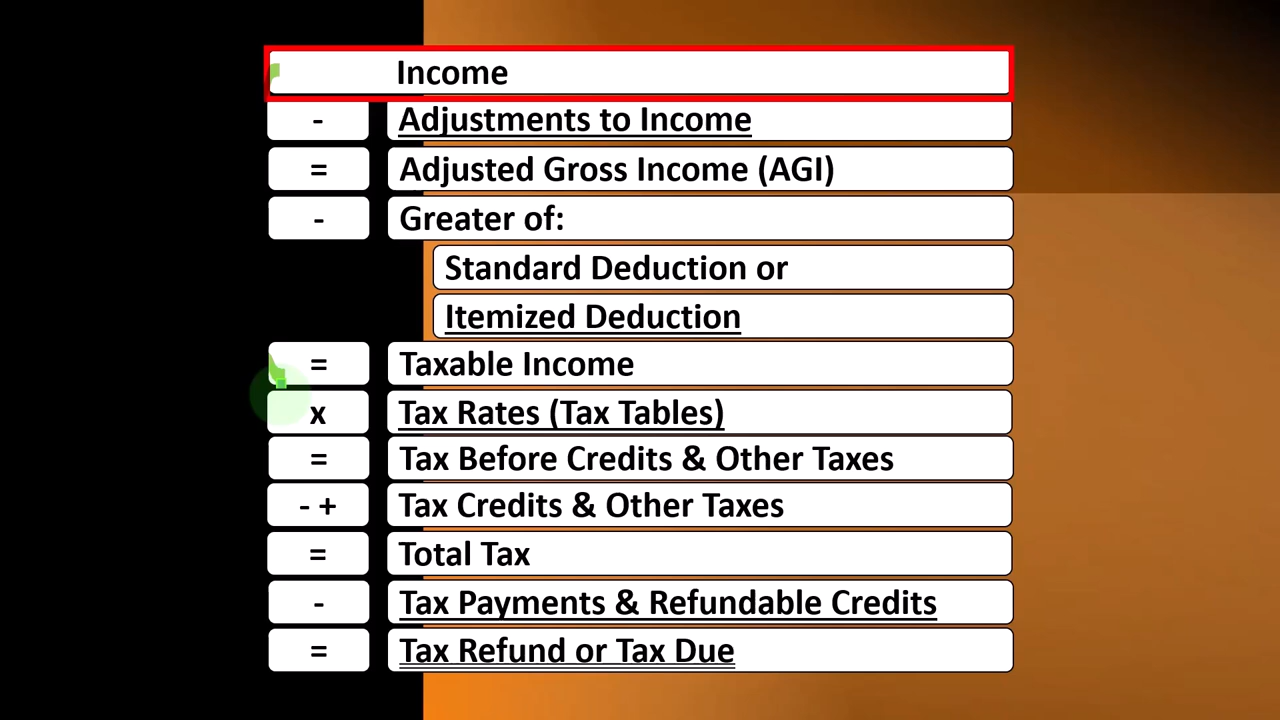 Income
- Adjustments to Income
= Adjusted Gross Income (AGI)
- Greater of:
Standard Deduction or
Itemized Deduction
= Taxable Income
x Tax Rates (Tax Tables)
= Tax Before Credits & Other Taxes
- + Tax Credits & Other Taxes
= Total Tax
- Tax Payments & Refundable Credits
= Tax Refund or Tax Due